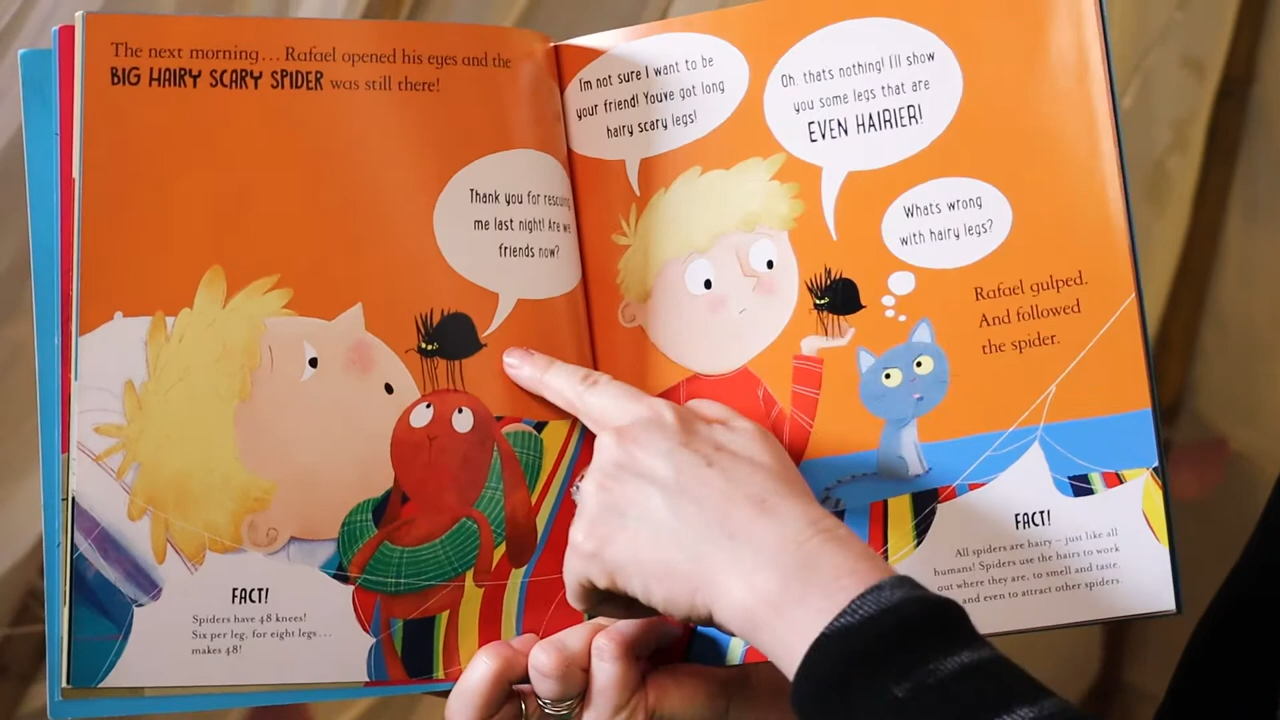 The next morning... Rafael opened his eyes and the
BIG HAIRY SCARY SPIDER was still there!
Thank you for rescuing
me last night! Are we
friends now?
FACT!
Spiders have 48 knees!
Six per leg, for eight legs...
makes 48!
I'm not sure I want to be
your friend! You've got long
hairy scary legs!
Oh, thats nothing! I'll show
you some legs that are
EVEN HAIRIER!
Whats wrong
with hairy legs?
Rafael gulped.
And followed
the spider.
FACT!
All spiders are hairy – just like all
humans! Spiders use the hairs to work
out where they are, to smell and taste,
and even to attract other spiders.